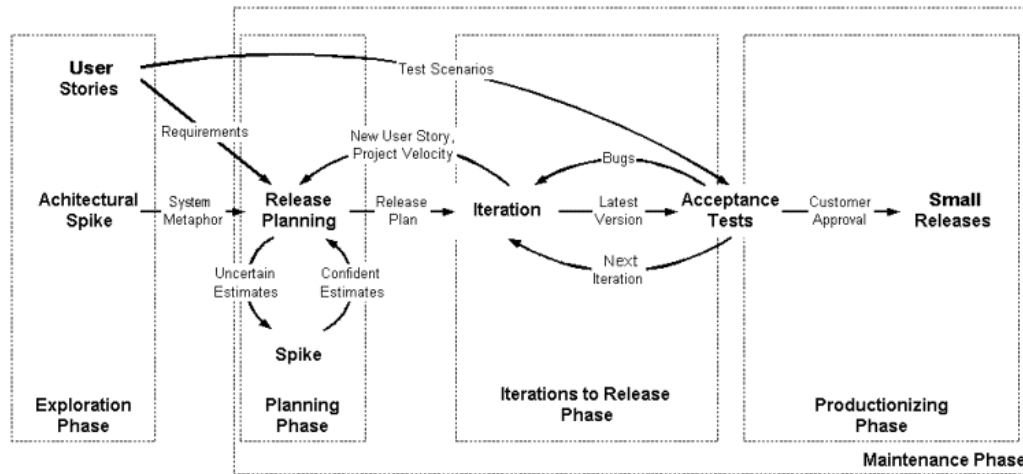 User
Stories
Test Scenarios
Requirements
New User Story,
Project Velocity
Bugs
Achitectural
Spike
System
Metaphor
Release
Planning
Release
Plan
Iteration
Latest
Version
Acceptance
Tests
Customer
Approval
Small
Releases
Uncertain
Estimates
Confident
Estimates
Next
Iteration
Spike
Exploration
Phase
Planning
Phase
Iterations to Release
Phase
Productionizing
Phase
Maintenance Phase